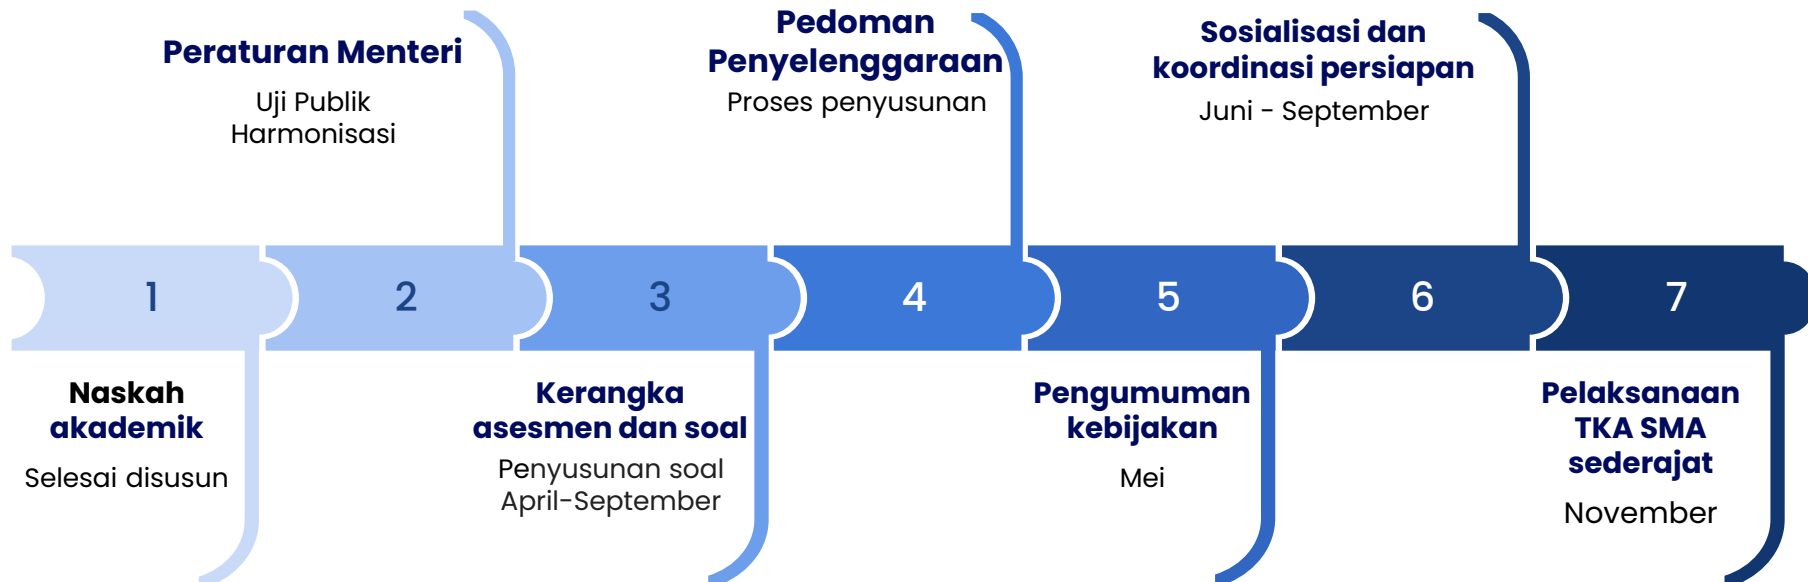 1
Naskah
akademik
Selesai disusun
2
Peraturan Menteri
Uji Publik
Harmonisasi
3
Kerangka
asesmen dan soal
Penyusunan soal
April-September
4
Pedoman
Penyelenggaraan
Proses penyusunan
5
Pengumuman
kebijakan
Mei
6
Sosialisasi dan
koordinasi persiapan
Juni - September
7
Pelaksanaan
TKA SMA
sederajat
November